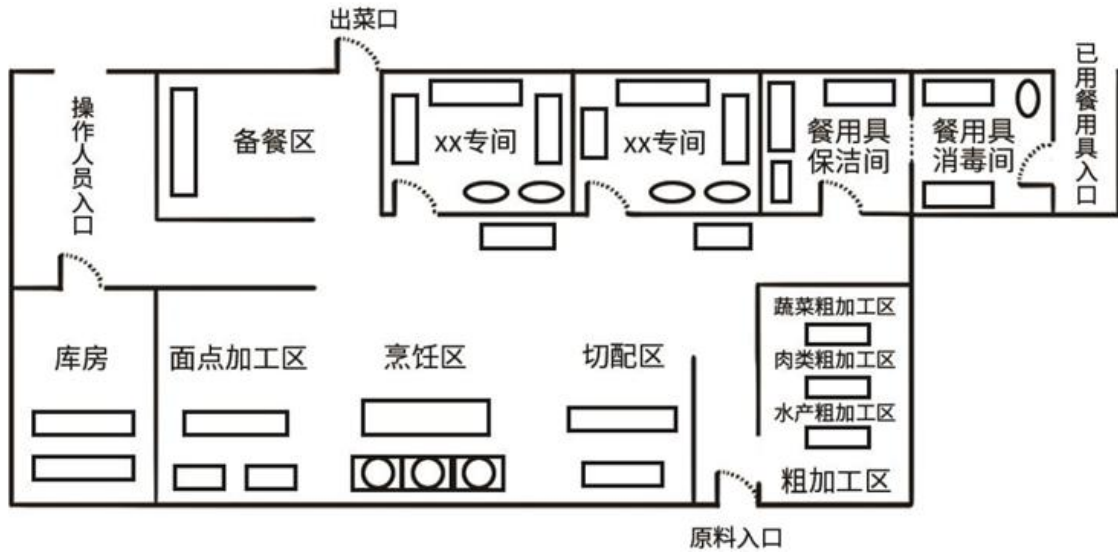 出菜口
操作人员入口
备餐区
xx专间
xx专间
餐用具
保洁间
餐用具
消毒间
已用餐用具入口
库房
面点加工区
烹饪区
切配区
蔬菜粗加工区
肉类粗加工区
水产粗加工区
粗加工区
原料入口